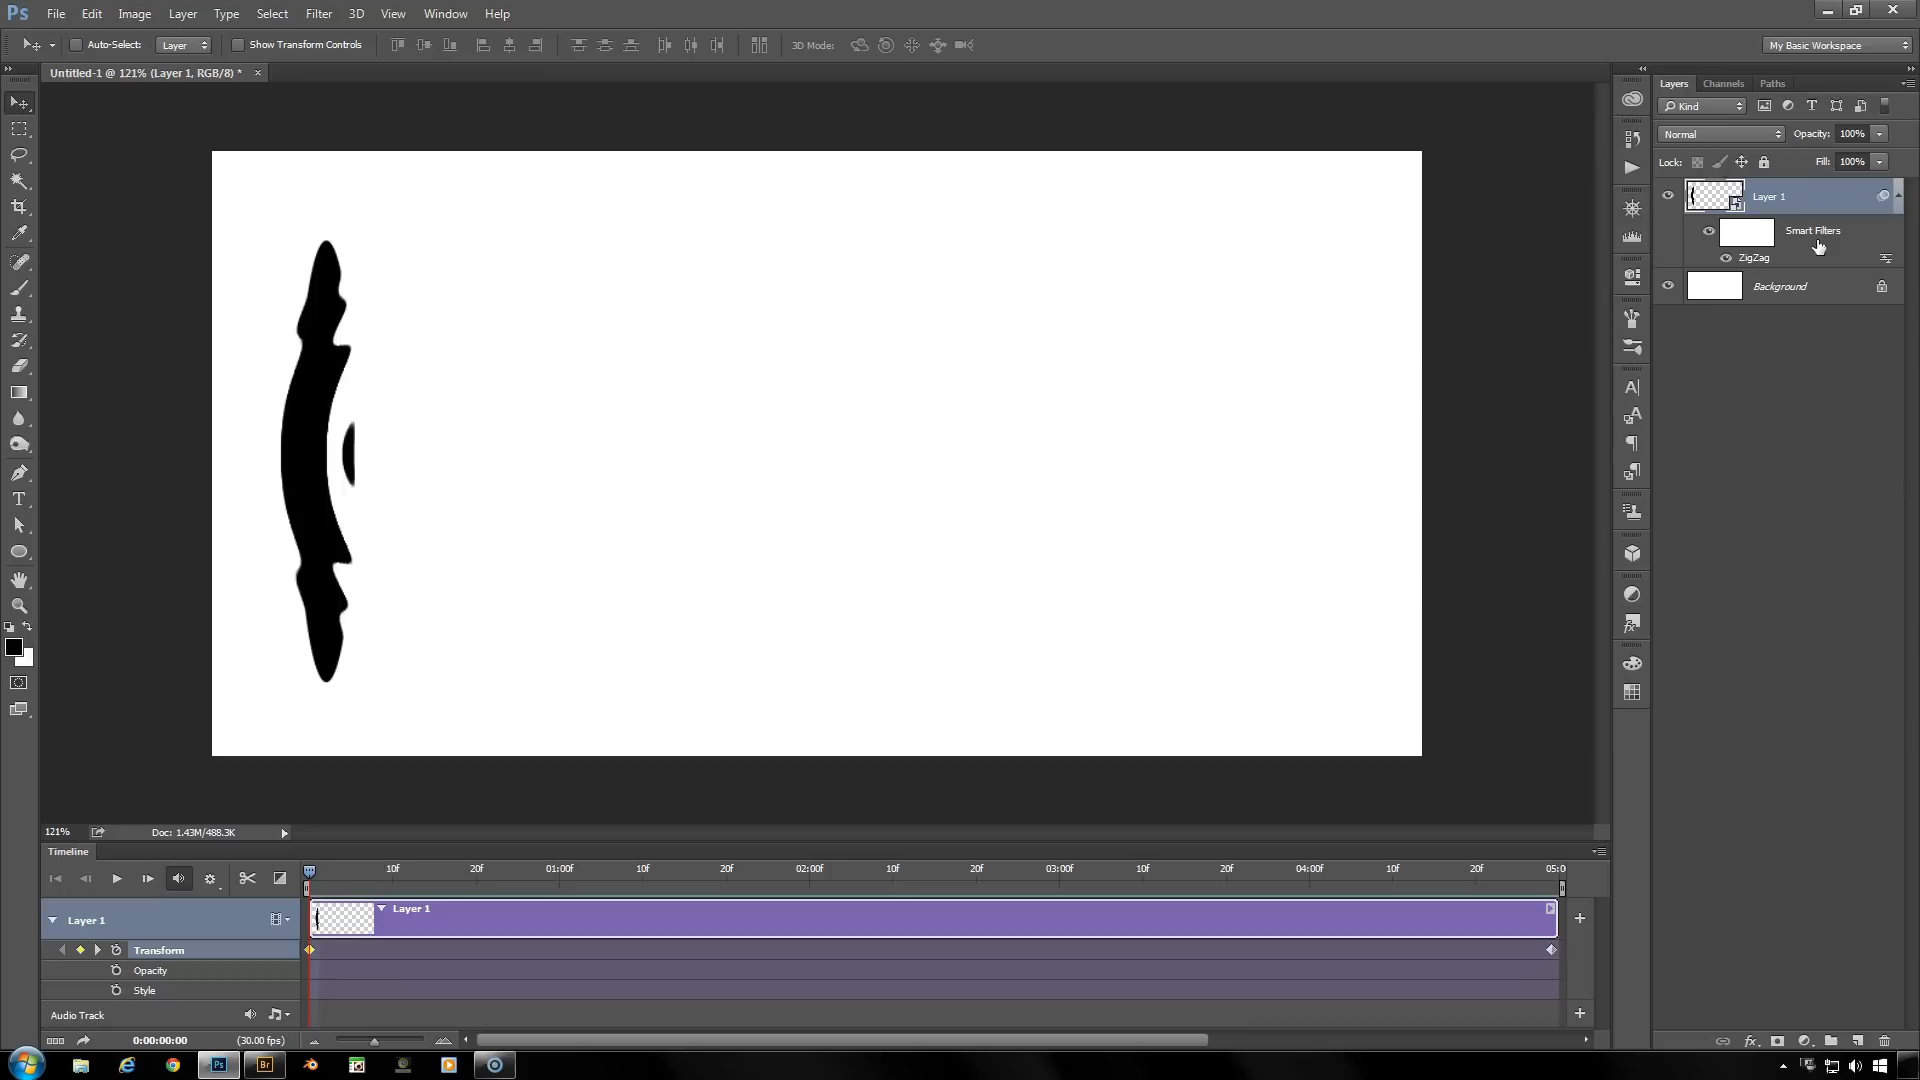 Ps File Edit Image Layer Type Select Filter 3D View Window Help
Auto-Select: Layer Show Transform Controls 3D Mode: My Basic Workspace
Untitled-1 @ 121% (Layer 1, RGB/8) * ×
Layers Channels Paths
Kind
Normal Opacity: 100%
Lock: Fill: 100%
Layer 1
Smart Filters
ZigZag
Background
121% Doc: 1.43M/488.3K
Timeline
10f 20f 01:00f 10f 20f 02:00f 10f 20f 03:00f 10f 20f 04:00f 10f 20f 05:0
Layer 1 Layer 1
Transform
Opacity
Style
Audio Track
0:00:00:00 (30.00 fps)
Ps Br